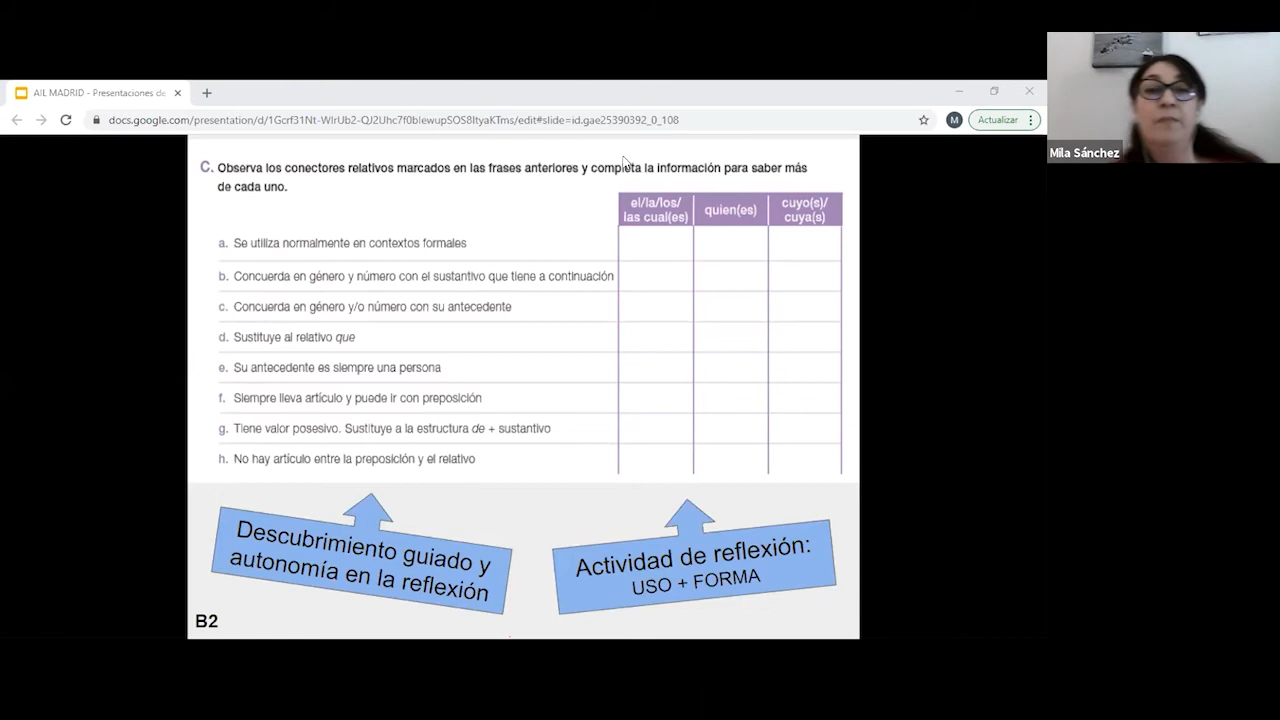 AIL MADRID - Presentaciones de
docs.google.com/presentation/d/1Gcrf31Nt-WIrUb2-QJ2Uhc7f0blewupSOS8ItyaKTms/edit#slide=id.gae25390392_0_108
M
Actualizar
Mila Sánchez
C. Observa los conectores relativos marcados en las frases anteriores y completa la información para saber más
de cada uno.
el/la/los/
las cual(es)
quien(es)
cuyo(s)/
cuya(s)
a. Se utiliza normalmente en contextos formales
b. Concuerda en género y número con el sustantivo que tiene a continuación
c. Concuerda en género y/o número con su antecedente
d. Sustituye al relativo que
e. Su antecedente es siempre una persona
f. Siempre lleva artículo y puede ir con preposición
g. Tiene valor posesivo. Sustituye a la estructura de + sustantivo
h. No hay artículo entre la preposición y el relativo
Descubrimiento guiado y
autonomía en la reflexión
Actividad de reflexión:
USO + FORMA
B2